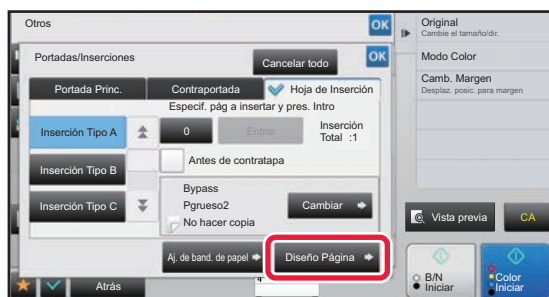 Otros
OK
Portadas/Inserciones
Cancelar todo
OK
Portada Princ.
Contraportada
Hoja de Inserción
Especif. pág a insertar y pres. Intro
Inserción Tipo A
0
Entrar
Inserción
Total :1
Antes de contratapa
Inserción Tipo B
Inserción Tipo C
Bypass
Pgrueso2
No hacer copia
Cambiar
Aj. de band. de papel
Diseño Página
Atrás
Original
Cambie el tamaño/dir.
Modo Color
Camb. Margen
Desplaz. posic. para margen
Vista previa
CA
B/N
Iniciar
Color
Iniciar